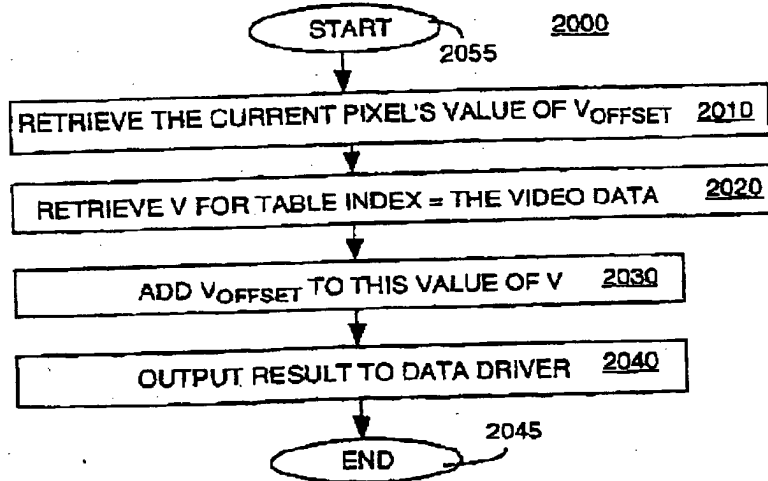 START 2000
2055
RETRIEVE THE CURRENT PIXEL'S VALUE OF VOFFSET 2010
RETRIEVE V FOR TABLE INDEX = THE VIDEO DATA 2020
ADD VOFFSET TO THIS VALUE OF V 2030
OUTPUT RESULT TO DATA DRIVER 2040
2045
END